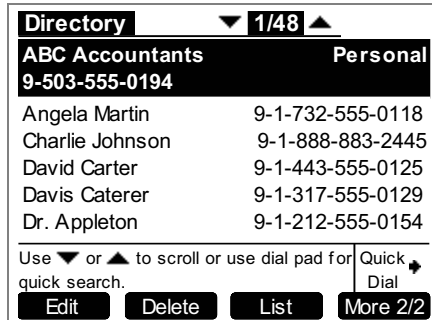 Directory ▼ 1/48 ▲
ABC Accountants Personal
9-503-555-0194
Angela Martin 9-1-732-555-0118
Charlie Johnson 9-1-888-883-2445
David Carter 9-1-443-555-0125
Davis Caterer 9-1-317-555-0129
Dr. Appleton 9-1-212-555-0154
Use ▼ or ▲ to scroll or use dial pad for
quick search.
Quick
Dial
Edit Delete List More 2/2